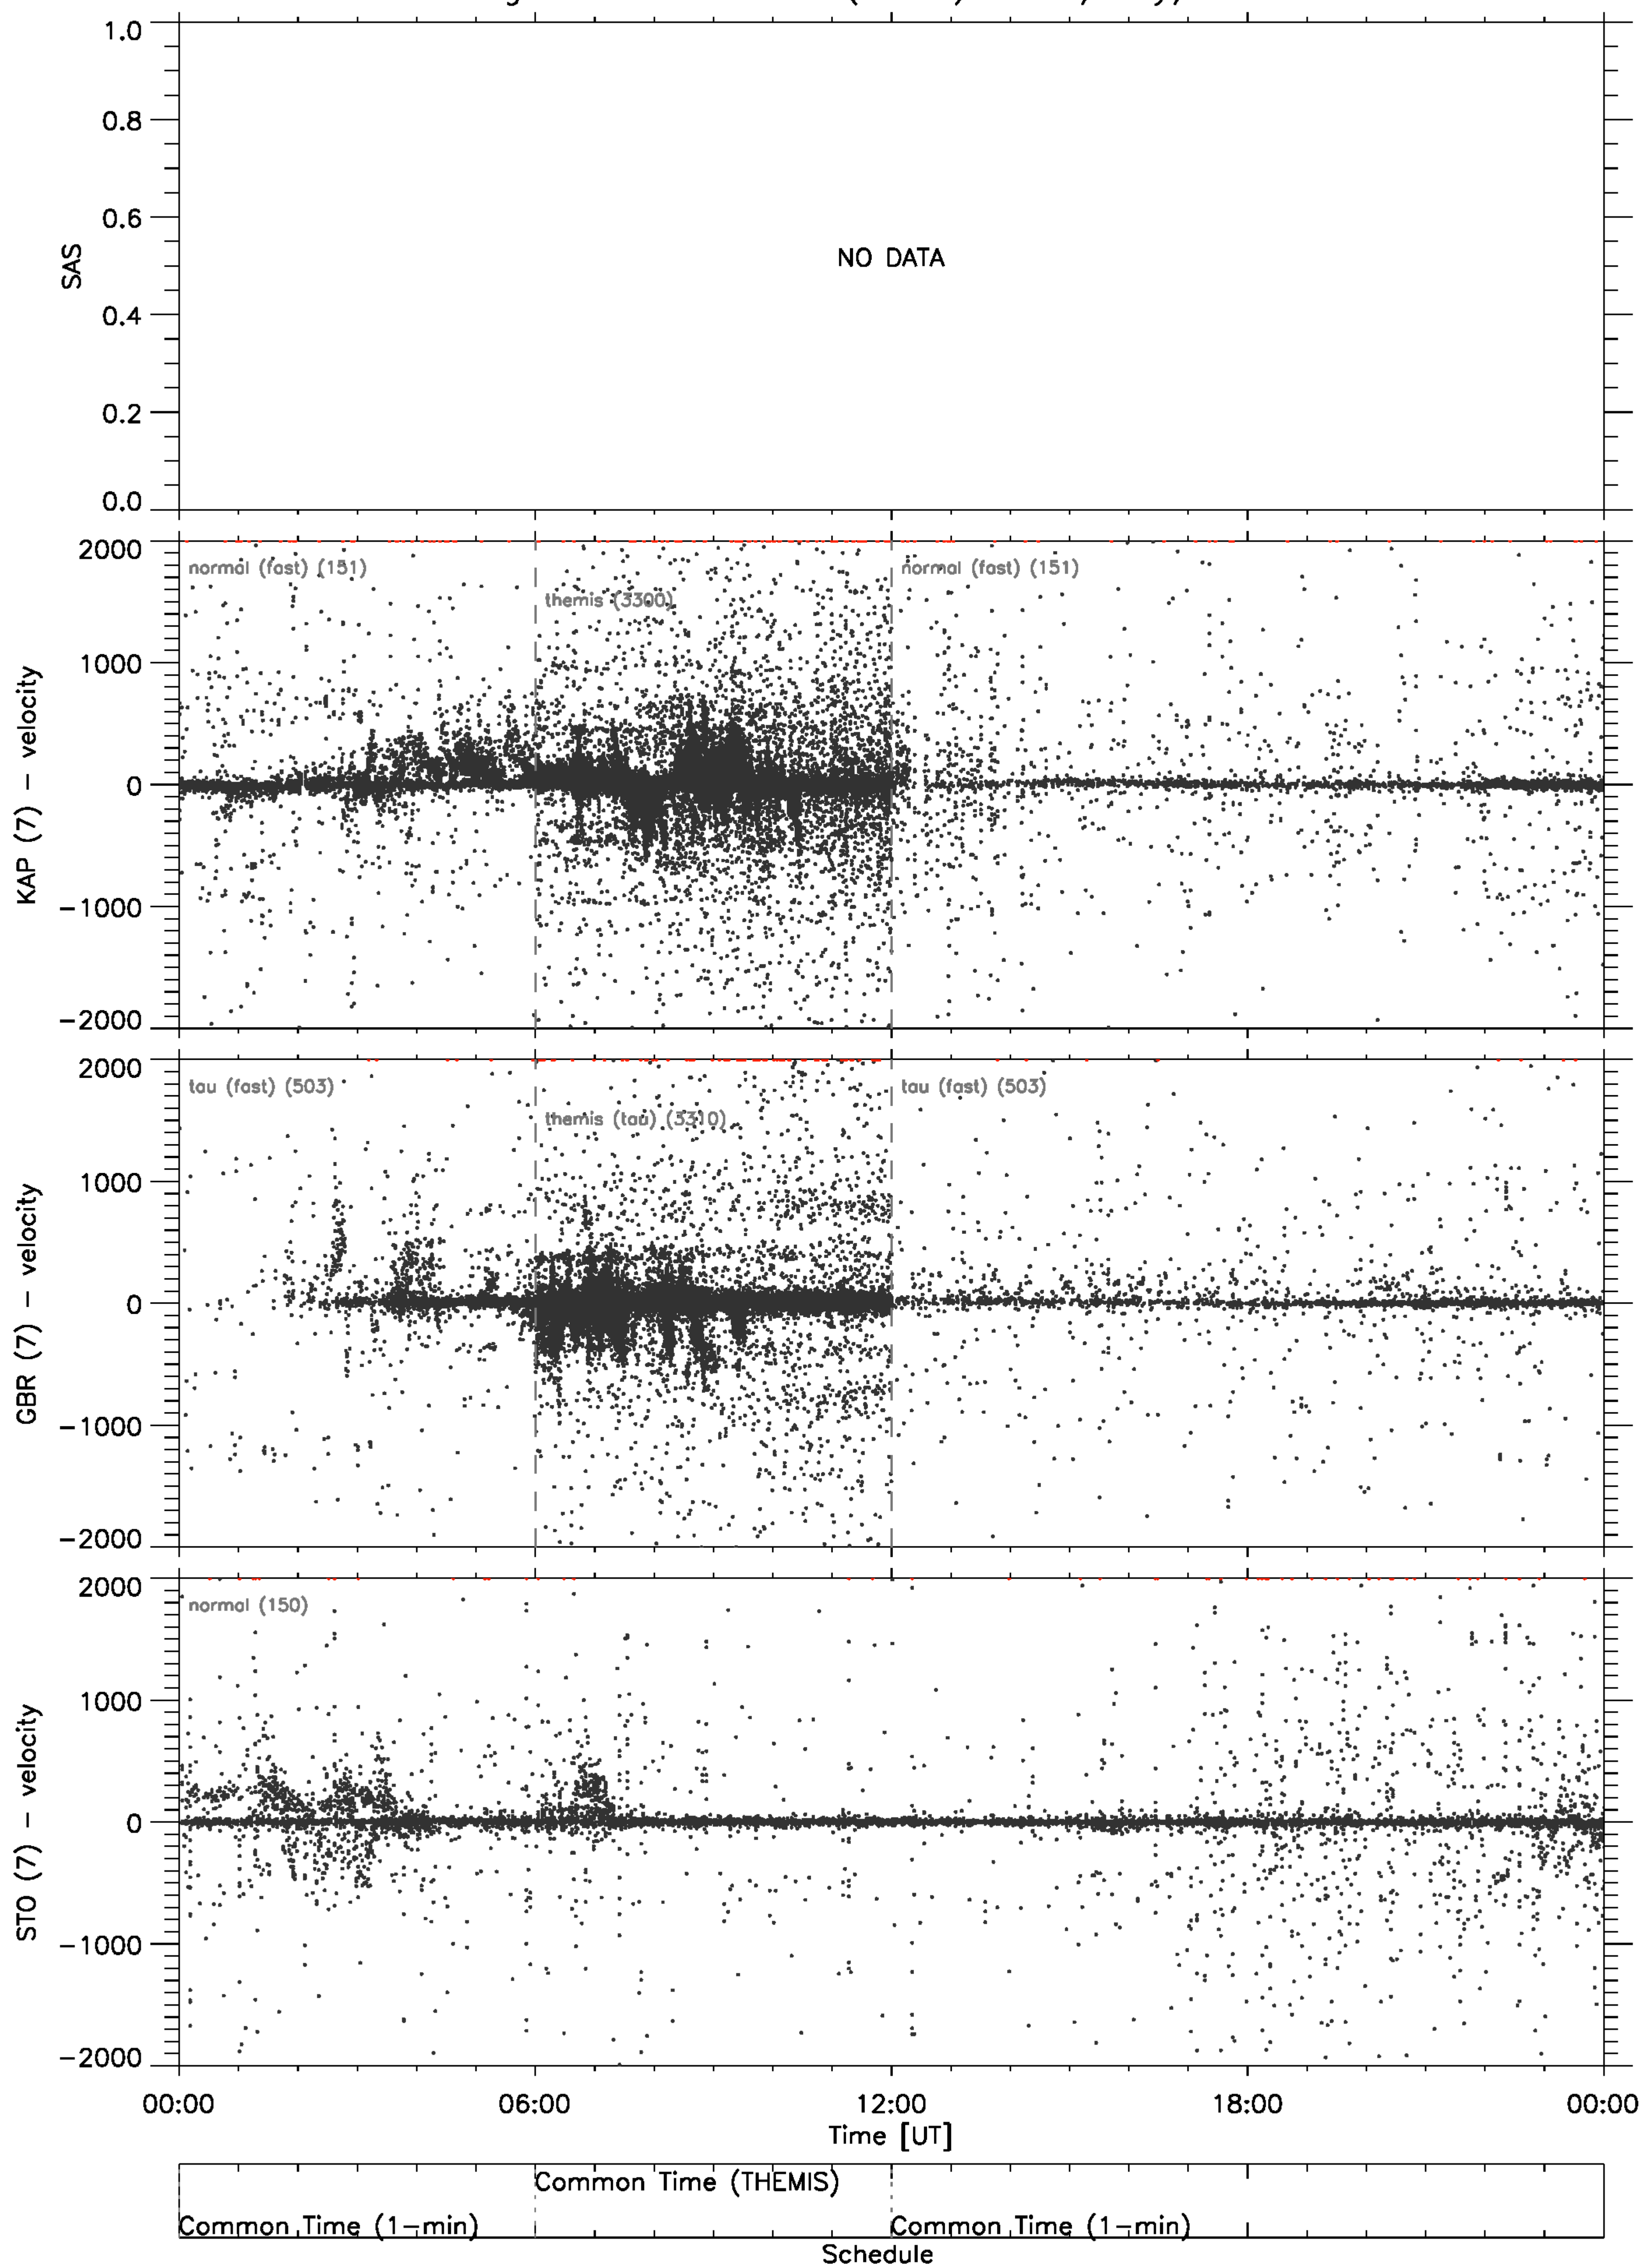 1.0
0.8
0.6
0.4
0.2
0.0
SAS
NO DATA
2000
1000
0
−1000
−2000
KAP (7) − velocity
normal (fast) (151)
themis (3300)
normal (fast) (151)
2000
1000
0
−1000
−2000
GBR (7) − velocity
tau (fast) (503)
themis (tau) (3310)
tau (fast) (503)
2000
1000
0
−1000
−2000
STO (7) − velocity
normal (150)
00:00 06:00 12:00 18:00 00:00
Time [UT]
Common Time (THEMIS)
Common Time (1−min) Common Time (1−min)
Schedule